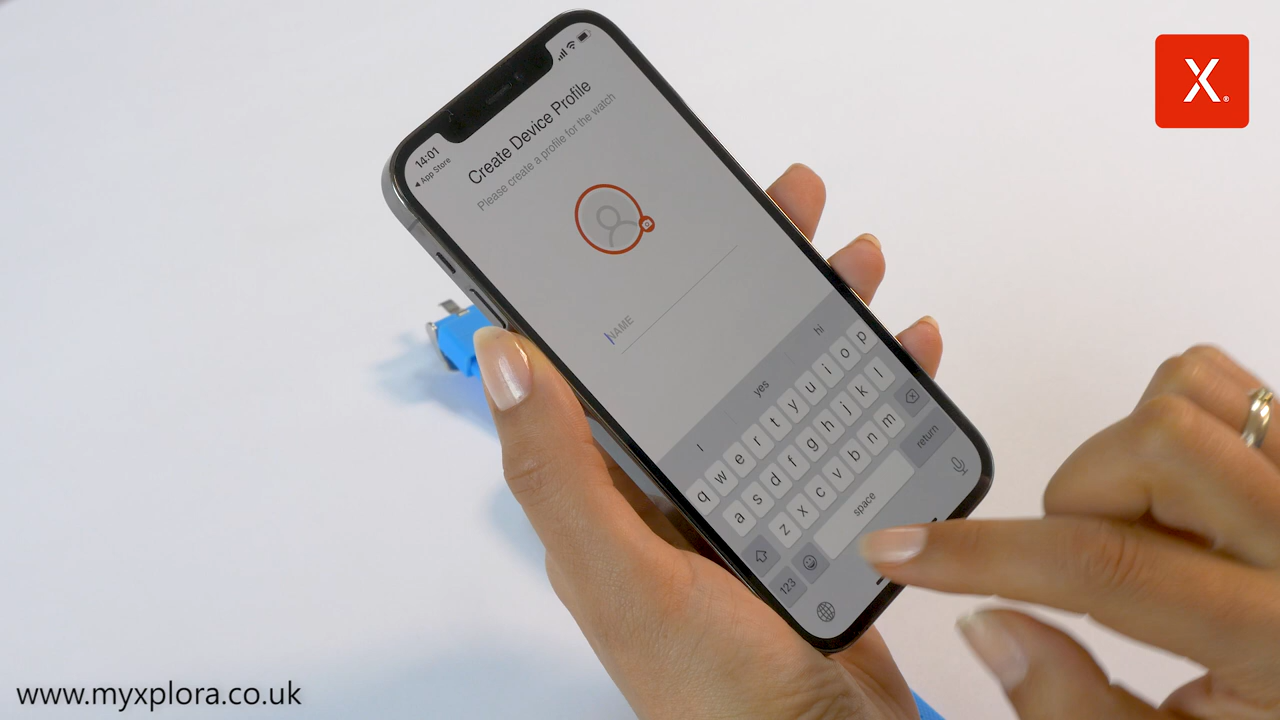 X®
14:01
◀ App Store
Create Device Profile
Please create a profile for the watch
NAME
I yes hi
q w e r t y u i o p
a s d f g h j k l
z x c v b n m
123 space return
www.myxplora.co.uk